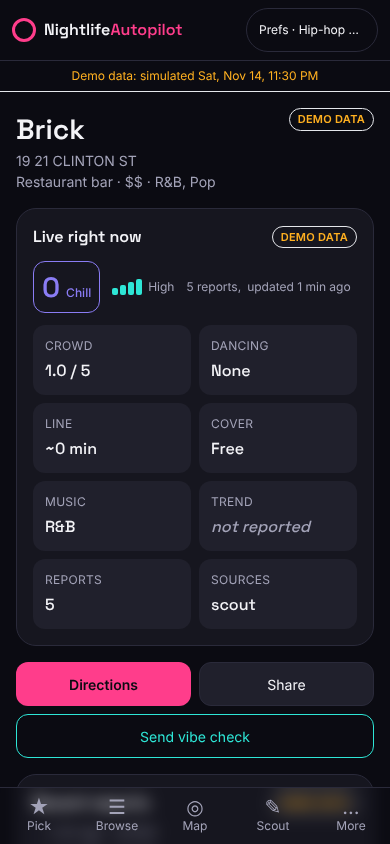 NightlifeAutopilot
Prefs · Hip-hop ...
Demo data: simulated Sat, Nov 14, 11:30 PM
Brick
DEMO DATA
19 21 CLINTON ST
Restaurant bar · $$ · R&B, Pop
Live right now
DEMO DATA
0 Chill
High
5 reports, updated 1 min ago
CROWD
1.0 / 5
DANCING
None
LINE
~0 min
COVER
Free
MUSIC
R&B
TREND
not reported
REPORTS
5
SOURCES
scout
Directions
Share
Send vibe check
Pick
Browse
Map
Scout
More